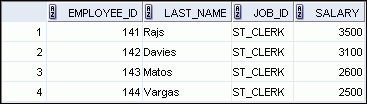 EMPLOYEE_ID LAST_NAME JOB_ID SALARY
1 141 Rajs ST_CLERK 3500
2 142 Davies ST_CLERK 3100
3 143 Matos ST_CLERK 2600
4 144 Vargas ST_CLERK 2500